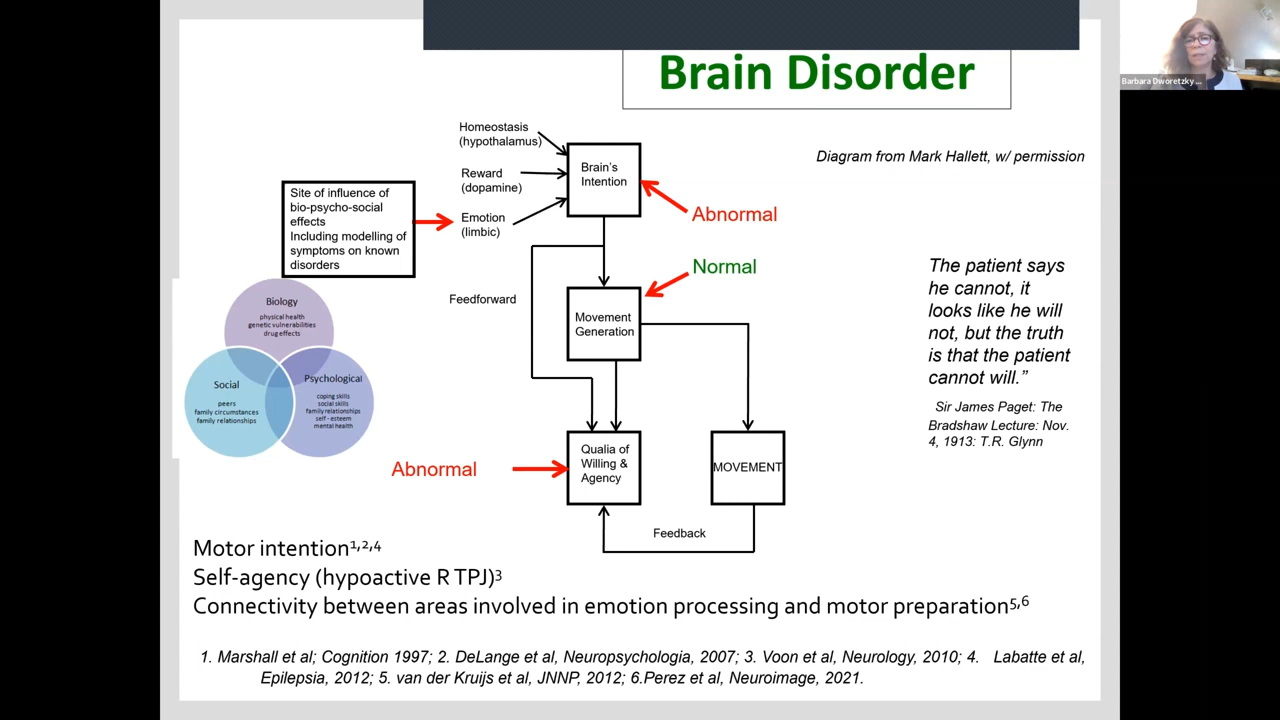 Brain Disorder
Barbara Dworetzky ...
Diagram from Mark Hallett, w/ permission
Homeostasis
(hypothalamus)
Reward
(dopamine)
Emotion
(limbic)
Brain's
Intention
Abnormal
Site of influence of
bio-psycho-social
effects
Including modelling of
symptoms on known
disorders
Normal
Feedforward
Movement
Generation
Biology
physical health
genetic vulnerabilities
drug effects
Social
peers
family circumstances
family relationships
Psychological
coping skills
social skills
family relationships
self - esteem
mental health
The patient says
he cannot, it
looks like he will
not, but the truth
is that the patient
cannot will.”
Sir James Paget: The
Bradshaw Lecture: Nov.
4, 1913: T.R. Glynn
Abnormal
Qualia of
Willing &
Agency
MOVEMENT
Feedback
Motor intention1,2,4
Self-agency (hypoactive R TPJ)3
Connectivity between areas involved in emotion processing and motor preparation5,6
1. Marshall et al; Cognition 1997; 2. DeLange et al, Neuropsychologia, 2007; 3. Voon et al, Neurology, 2010; 4. Labatte et al,
Epilepsia, 2012; 5. van der Kruijs et al, JNNP, 2012; 6.Perez et al, Neuroimage, 2021.